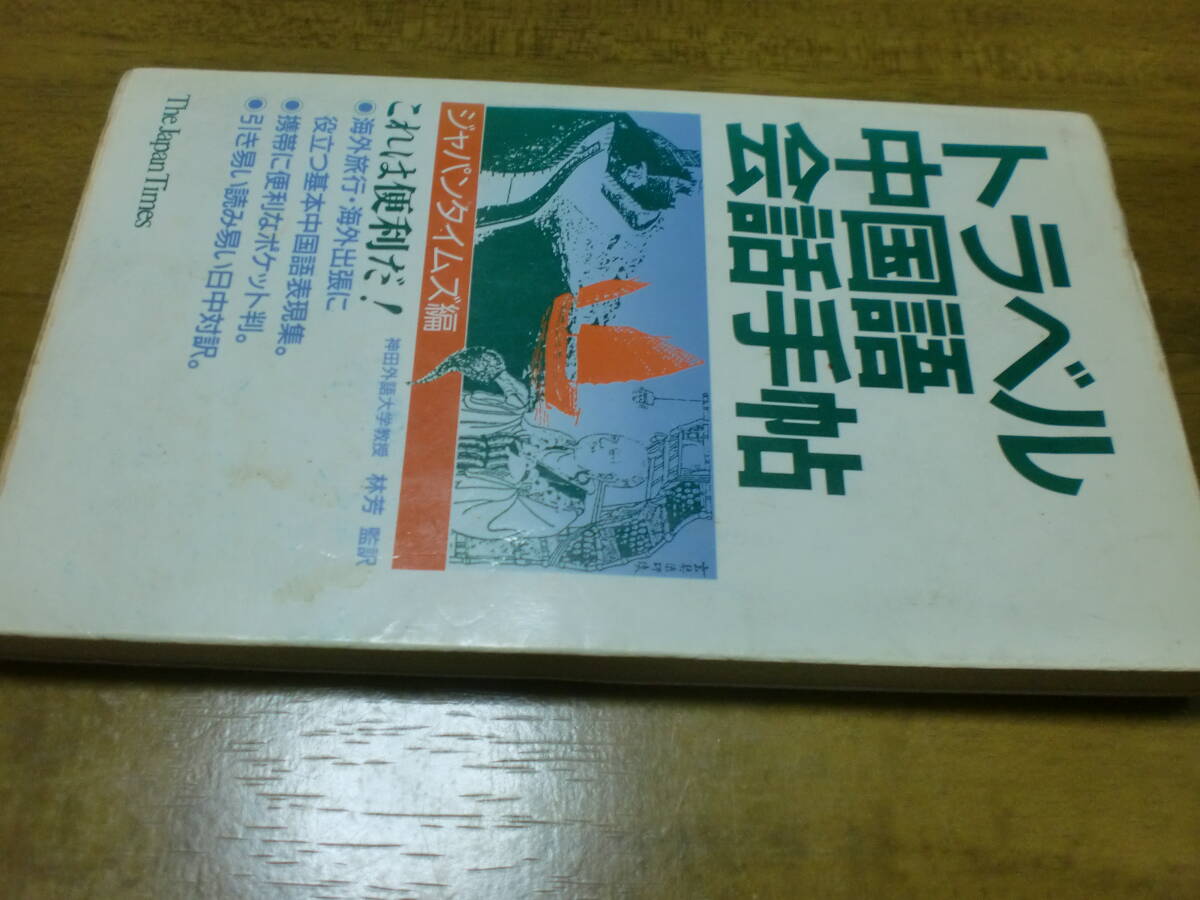 トラベル
中国語
会話手帖
ジャパンタイムズ編
これは便利だ!
●海外旅行・海外出張に
役立つ基本中国語表現集。
●携帯に便利なポケット判。
●引き易い読み易い日中対訳。
神田外語大学教授 林芳 監訳
The Japan Times